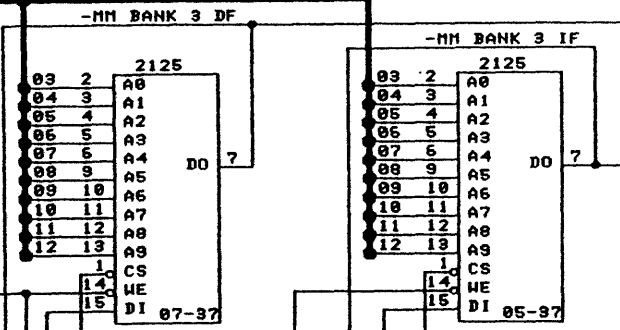 -MM BANK 3 DF
-MM BANK 3 IF
2125
03 2 A0
04 3 A1
05 4 A2
06 5 A3
07 6 A4
08 9 A5
09 10 A6
10 11 A7
11 12 A8
12 13 A9
1 CS
14 WE
15 DI
DO 7
07-37
2125
03 2 A0
04 3 A1
05 4 A2
06 5 A3
07 6 A4
08 9 A5
09 10 A6
10 11 A7
11 12 A8
12 13 A9
1 CS
14 WE
15 DI
DO 7
05-37